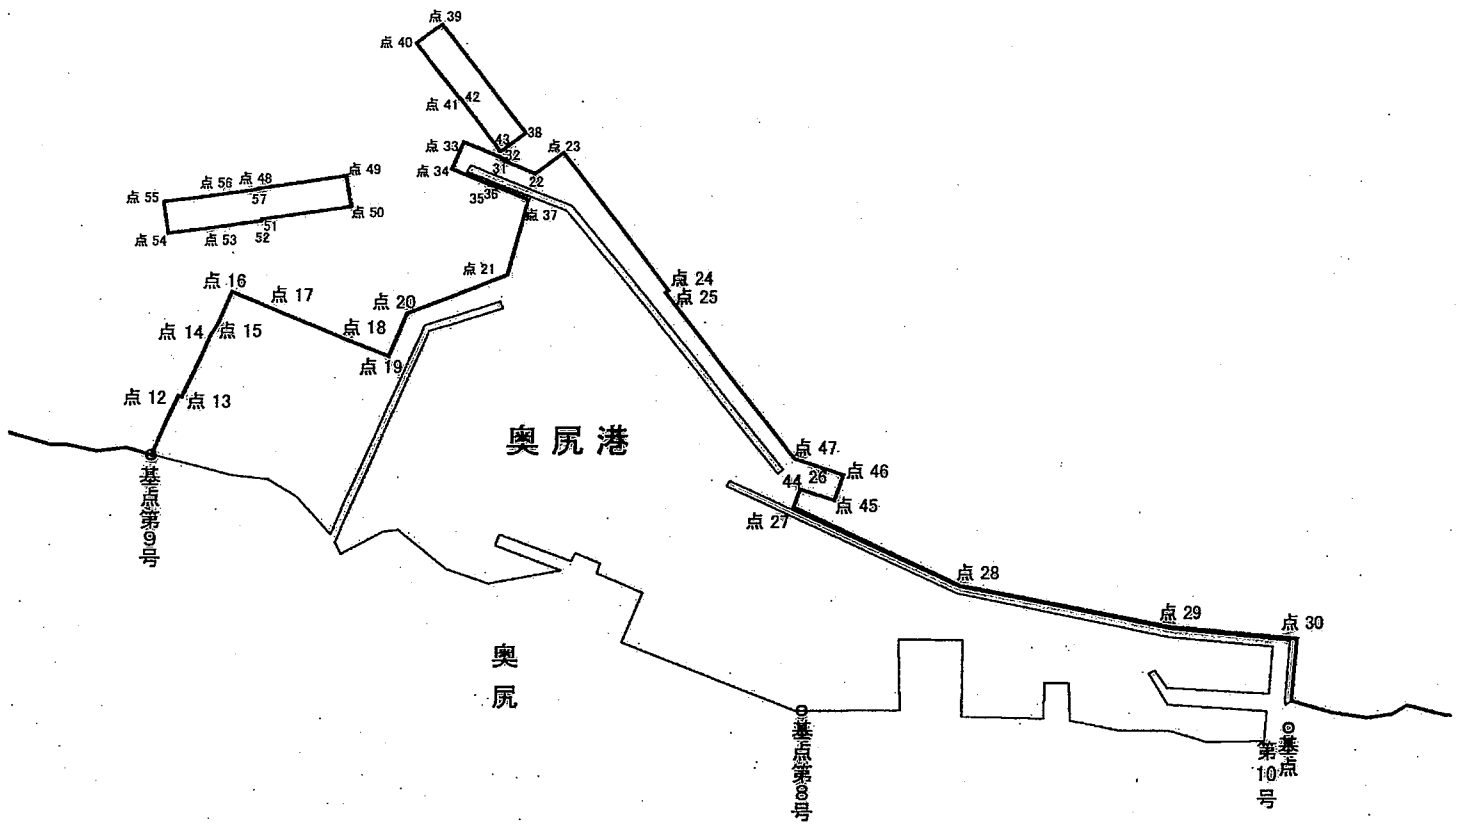 点 39
点 40
点 41
42
43
38
点 33
32
点 23
点 34
31
22
35
36
点 37
点 56
点 48
点 49
点 55
57
点 50
点 54
点 53
51
52
点 21
点 16
点 17
点 20
点 24
点 25
点 14
点 15
点 18
点 19
点 12
点 13
奥尻港
点 47
点 46
44
26
点 45
点 27
基点第9号
点 28
点 29
点 30
奥尻
基点第8号
基点
第10号